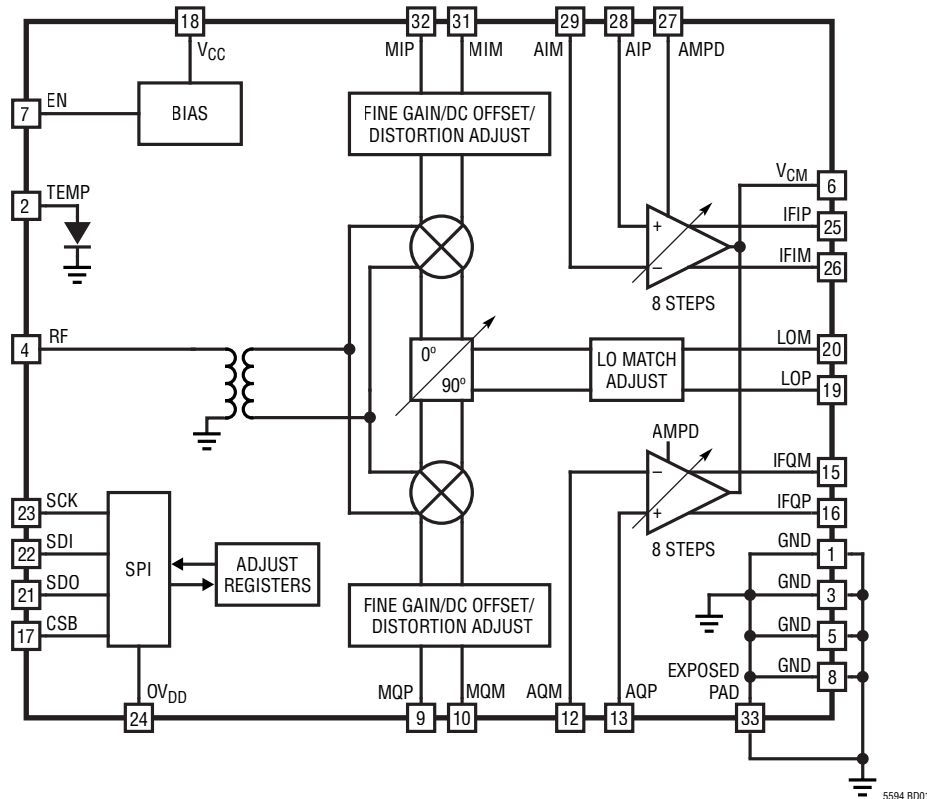 18
32
31
29
28
27
V_CC
MIP
MIM
AIM
AIP
AMPD
7
EN
BIAS
FINE GAIN/DC OFFSET/
DISTORTION ADJUST
2
TEMP
V_CM
6
IFIP
25
IFIM
26
+
–
8 STEPS
4
RF
0º
90º
LO MATCH
ADJUST
LOM
20
LOP
19
AMPD
–
+
8 STEPS
IFQM
15
IFQP
16
23
SCK
22
SDI
21
SDO
17
CSB
SPI
ADJUST
REGISTERS
GND
1
GND
3
GND
5
GND
8
FINE GAIN/DC OFFSET/
DISTORTION ADJUST
EXPOSED
PAD
OV_DD
MQP
MQM
AQM
AQP
24
9
10
12
13
33
5594 BD01